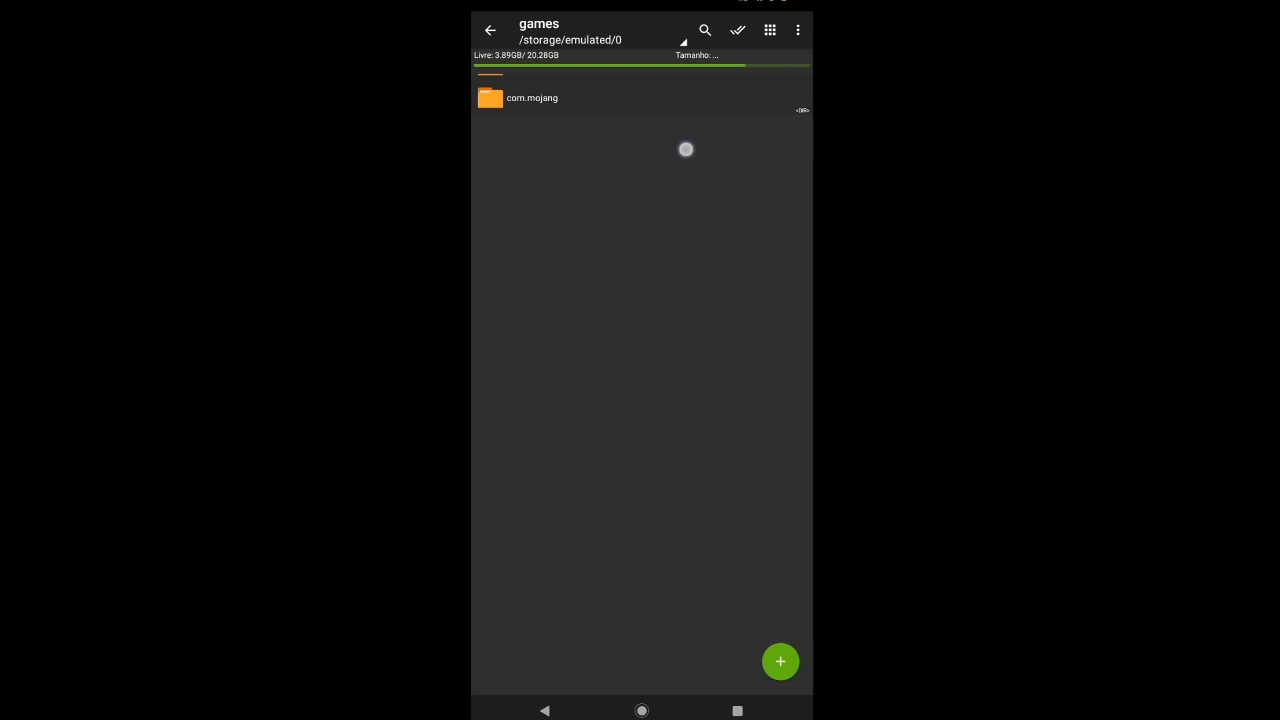 games
/storage/emulated/0
Livre: 3.89GB/ 20.28GB Tamanho: ...
com.mojang
<DIR>